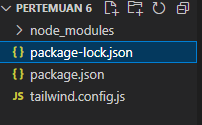 PERTEMUAN 6
node_modules
{} package-lock.json
{} package.json
JS tailwind.config.js